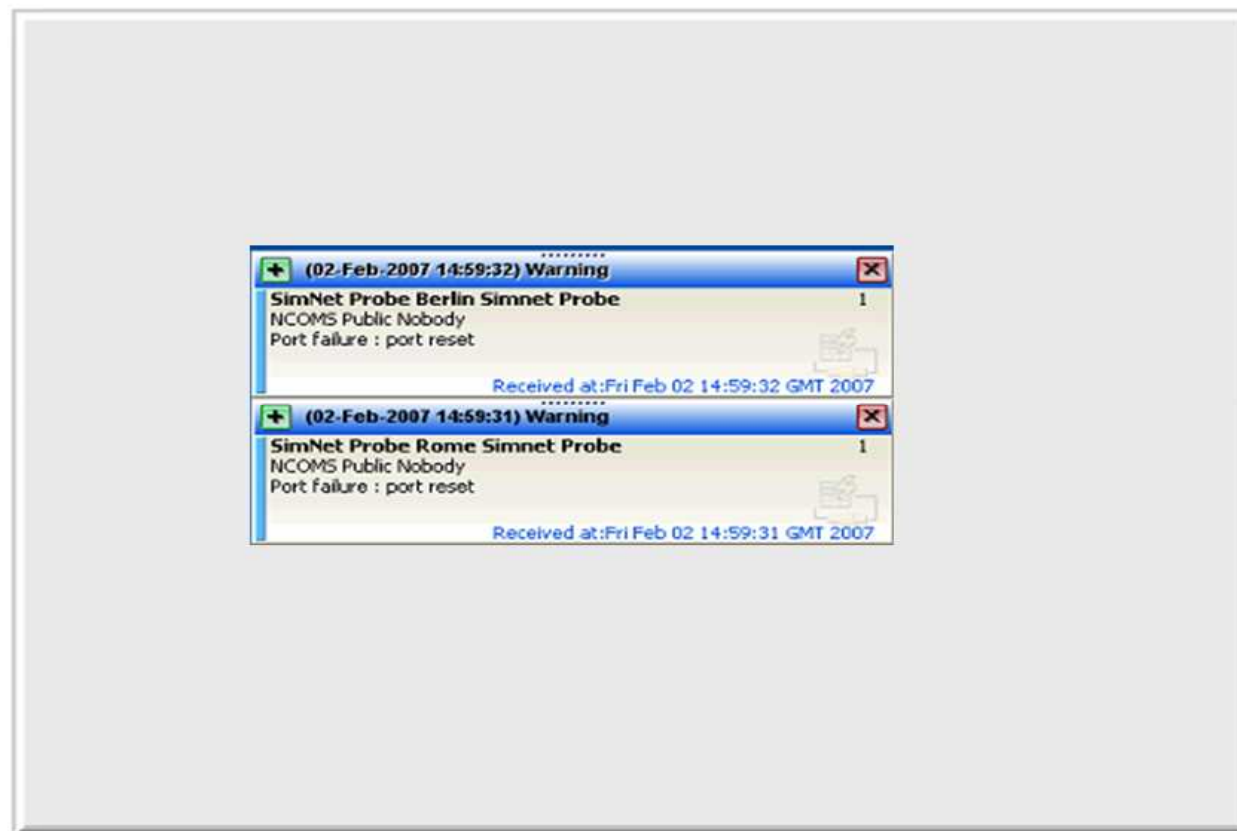 (02-Feb-2007 14:59:32) Warning
SimNet Probe Berlin Simnet Probe 1
NCOMS Public Nobody
Port failure : port reset
Received at:Fri Feb 02 14:59:32 GMT 2007
(02-Feb-2007 14:59:31) Warning
SimNet Probe Rome Simnet Probe 1
NCOMS Public Nobody
Port failure : port reset
Received at:Fri Feb 02 14:59:31 GMT 2007